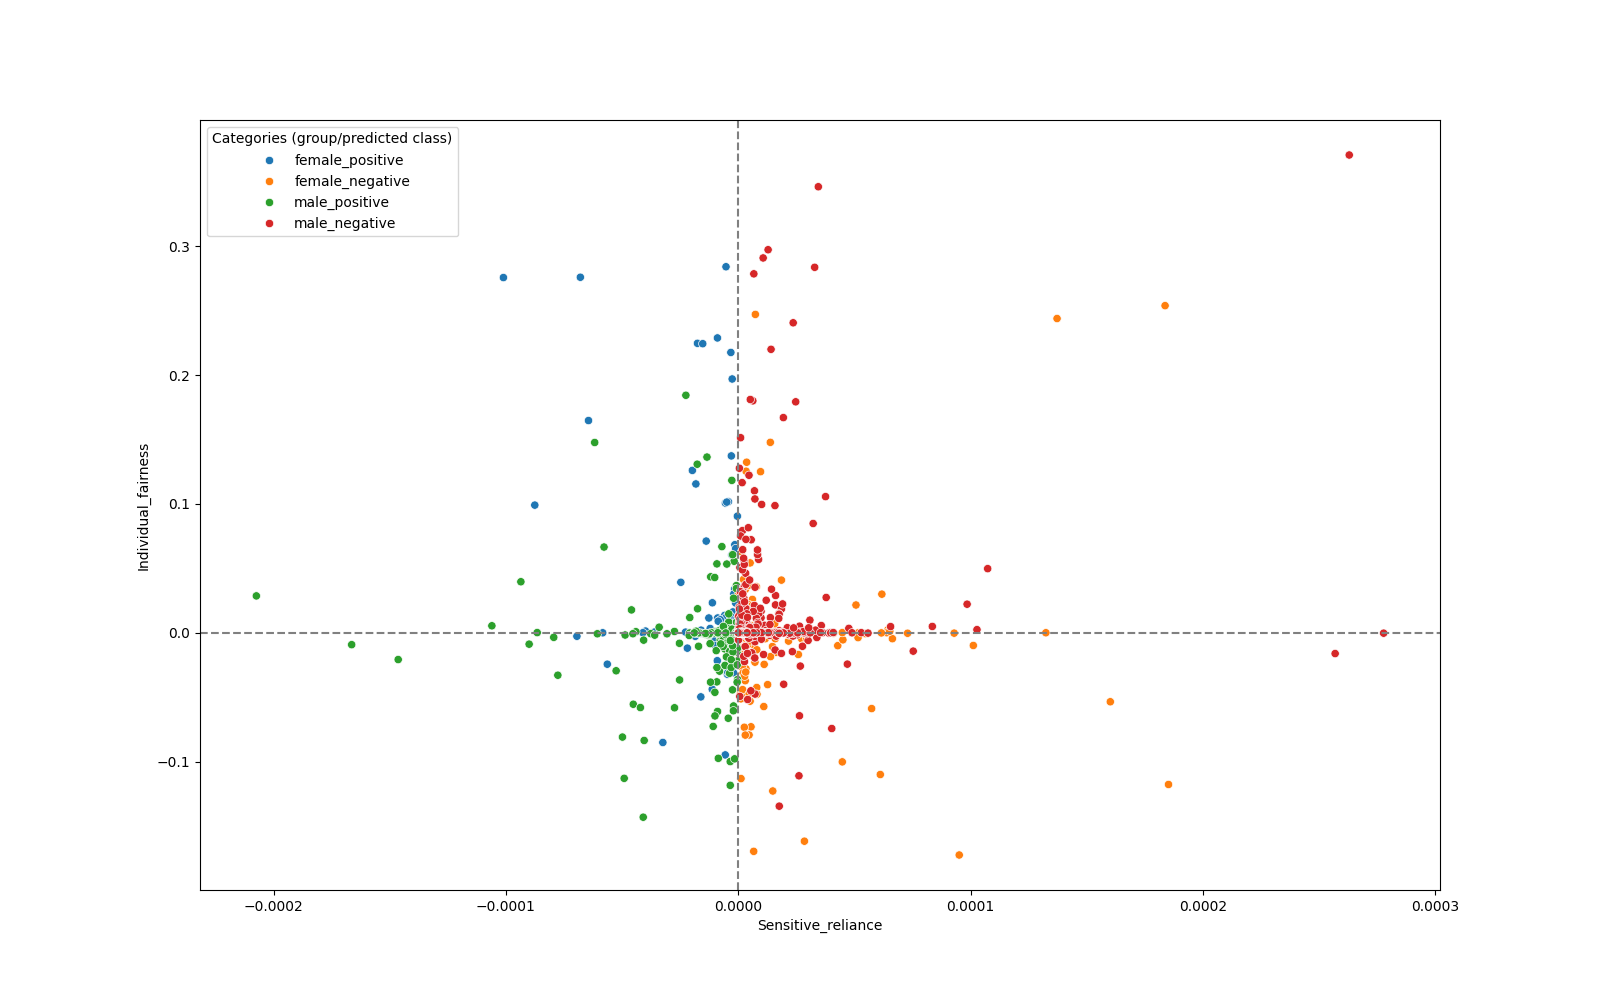 Categories (group/predicted class)
female_positive
female_negative
male_positive
male_negative
0.3
0.2
0.1
0.0
−0.1
Individual_fairness
−0.0002
−0.0001
0.0000
0.0001
0.0002
0.0003
Sensitive_reliance